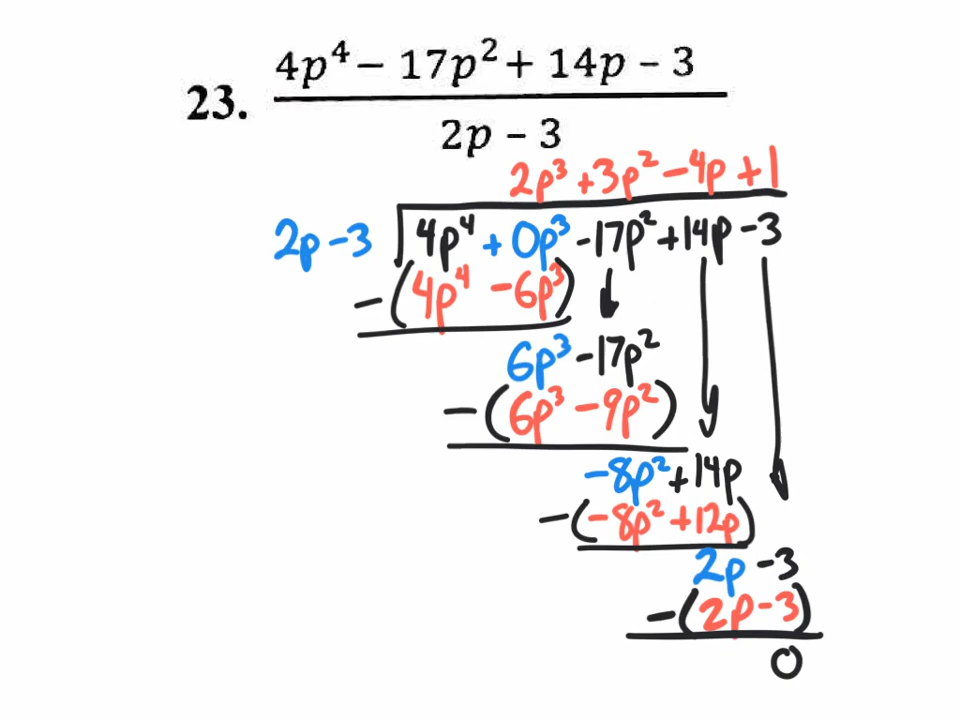 4p⁴ − 17p² + 14p − 3
23.
2p − 3
2p³ +3p² −4p +1
2p −3 4p⁴ + 0p³ −17p² +14p −3
−(4p⁴ −6p³)
6p³ −17p²
−(6p³ −9p²)
−8p² +14p
−(−8p² +12p)
2p −3
−(2p −3)
0